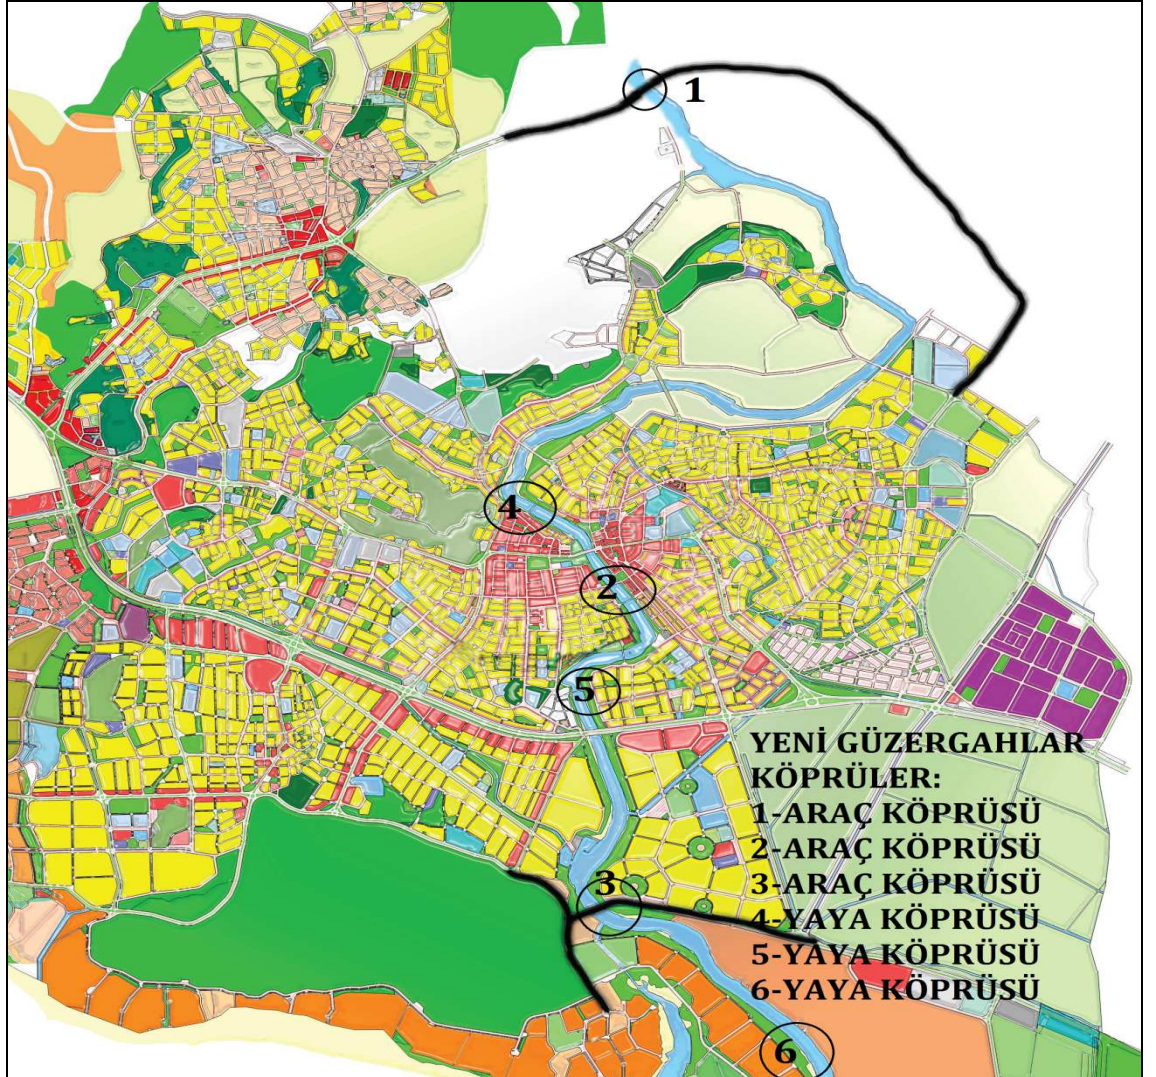 1
4
2
5
YENİ GÜZERGAHLAR
KÖPRÜLER:
1-ARAÇ KÖPRÜSÜ
2-ARAÇ KÖPRÜSÜ
3-ARAÇ KÖPRÜSÜ
4-YAYA KÖPRÜSÜ
5-YAYA KÖPRÜSÜ
6-YAYA KÖPRÜSÜ
3
6